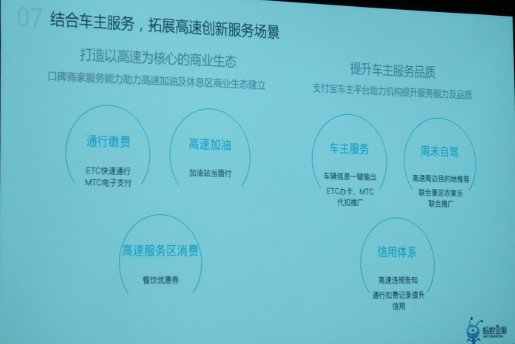 07 结合车主服务，拓展高速创新服务场景
打造以高速为核心的商业生态
口碑商家服务能力助力高速加油及休息区商业生态建立
通行缴费
ETC快速通行
MTC电子支付
高速加油
加油站当面付
高速服务区消费
餐饮优惠券
提升车主服务品质
支付宝车主平台助力机构提升服务能力及品质
车主服务
车辆信息一键输出
ETC办卡、MTC
代扣推广
周末自驾
高速周边目的地推荐
联合景区农家乐
联合推广
信用体系
高速违规告知
通行扣费记录提升
信用
蚂蚁金服
ANT FINANCIAL